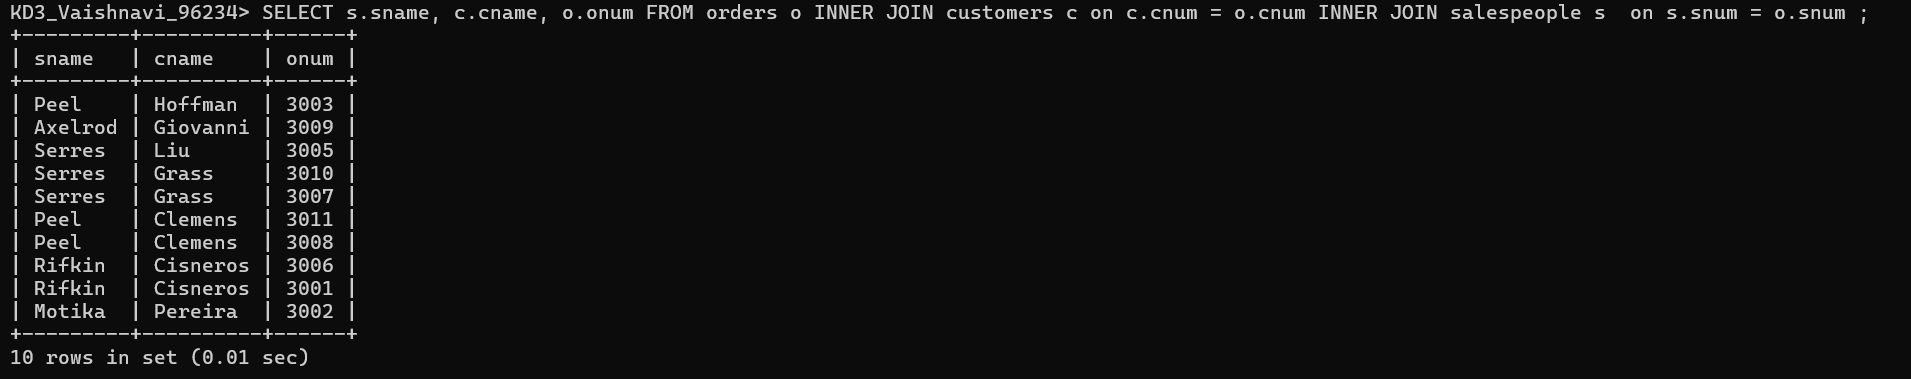 KD3_Vaishnavi_96234> SELECT s.sname, c.cname, o.onum FROM orders o INNER JOIN customers c on c.cnum = o.cnum INNER JOIN salespeople s  on s.snum = o.snum ;
+---------+----------+------+
| sname   | cname    | onum |
+---------+----------+------+
| Peel    | Hoffman  | 3003 |
| Axelrod | Giovanni | 3009 |
| Serres  | Liu      | 3005 |
| Serres  | Grass    | 3010 |
| Serres  | Grass    | 3007 |
| Peel    | Clemens  | 3011 |
| Peel    | Clemens  | 3008 |
| Rifkin  | Cisneros | 3006 |
| Rifkin  | Cisneros | 3001 |
| Motika  | Pereira  | 3002 |
+---------+----------+------+
10 rows in set (0.01 sec)